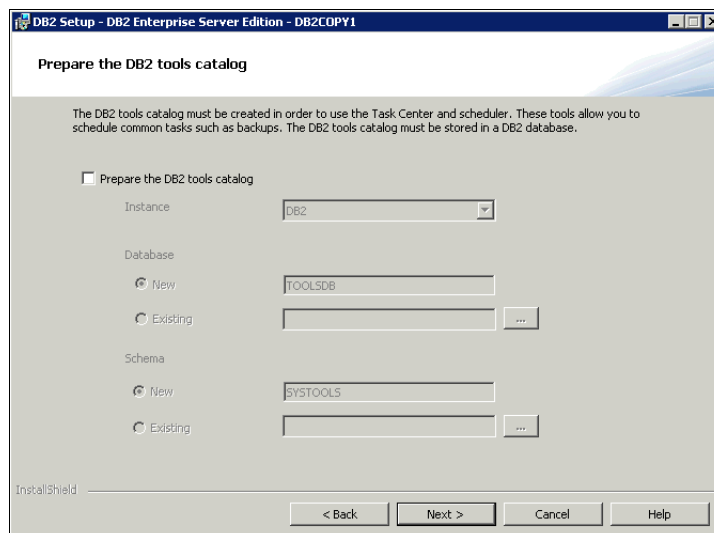 DB2 Setup - DB2 Enterprise Server Edition - DB2COPY1
Prepare the DB2 tools catalog
The DB2 tools catalog must be created in order to use the Task Center and scheduler. These tools allow you to
schedule common tasks such as backups. The DB2 tools catalog must be stored in a DB2 database.
Prepare the DB2 tools catalog
Instance DB2
Database
New TOOLSDB
Existing ...
Schema
New SYSTOOLS
Existing ...
InstallShield
< Back Next > Cancel Help